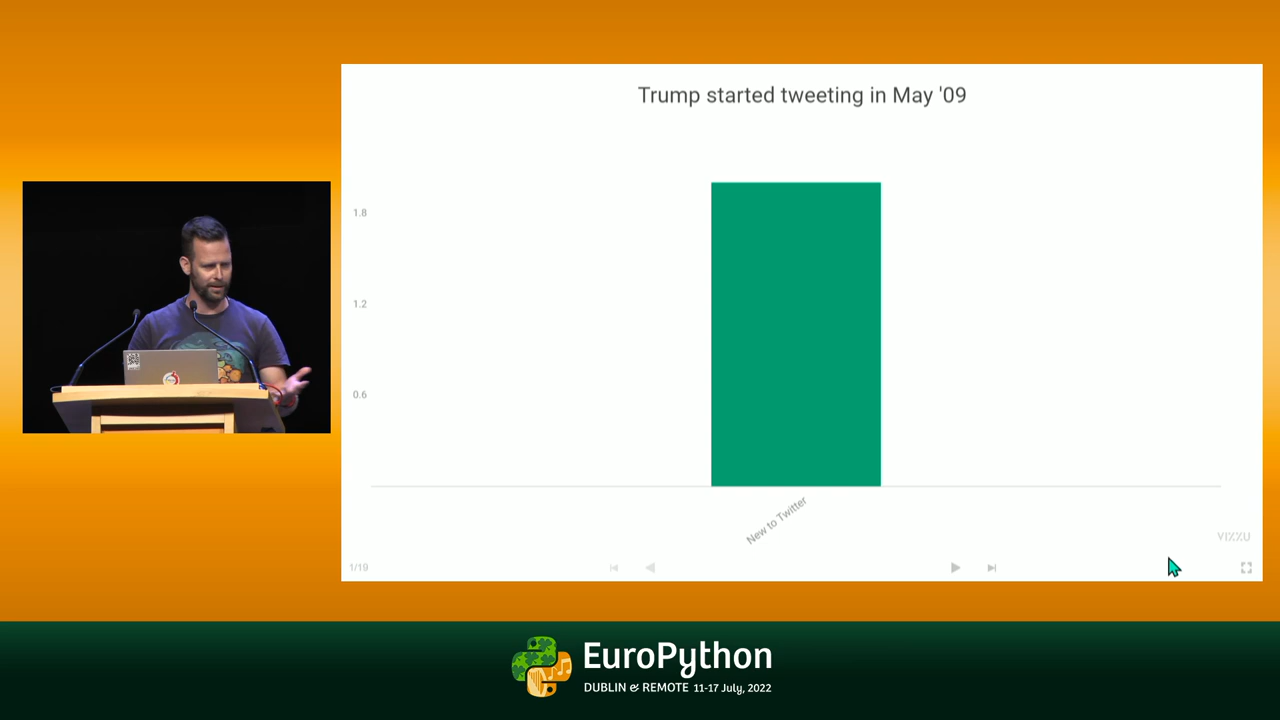 Trump started tweeting in May '09
1.8
1.2
0.6
New to Twitter
VIZZU
1/19
EuroPython
DUBLIN & REMOTE 11-17 July, 2022